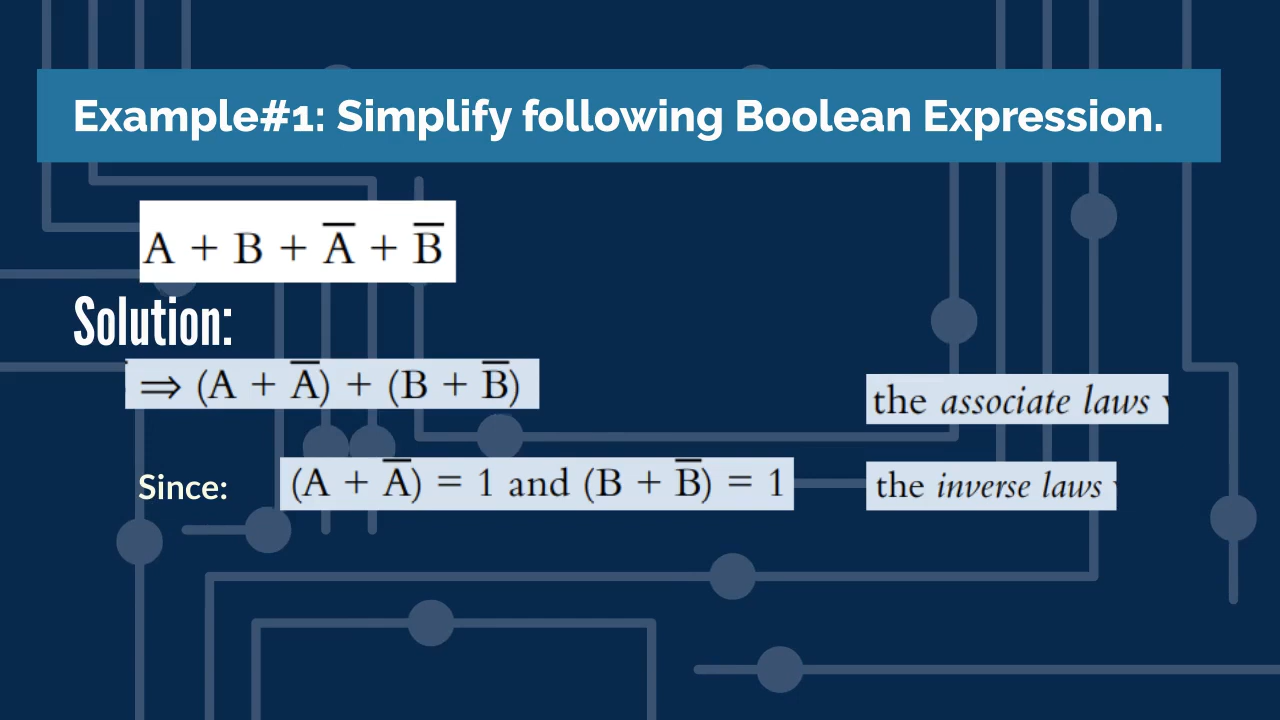 Example#1: Simplify following Boolean Expression.
A + B + A̅ + B̅
Solution:
⇒ (A + A̅) + (B + B̅)
the associate laws
Since: (A + A̅) = 1 and (B + B̅) = 1
the inverse laws